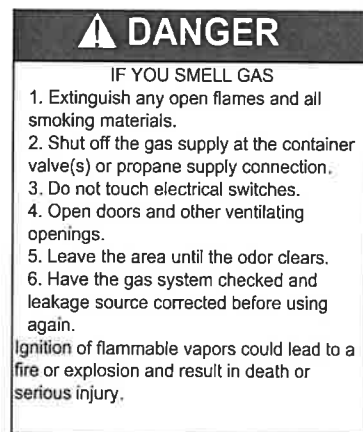 ⚠ DANGER
IF YOU SMELL GAS
1. Extinguish any open flames and all
smoking materials.
2. Shut off the gas supply at the container
valve(s) or propane supply connection.
3. Do not touch electrical switches.
4. Open doors and other ventilating
openings.
5. Leave the area until the odor clears.
6. Have the gas system checked and
leakage source corrected before using
again.
Ignition of flammable vapors could lead to a
fire or explosion and result in death or
serious injury.